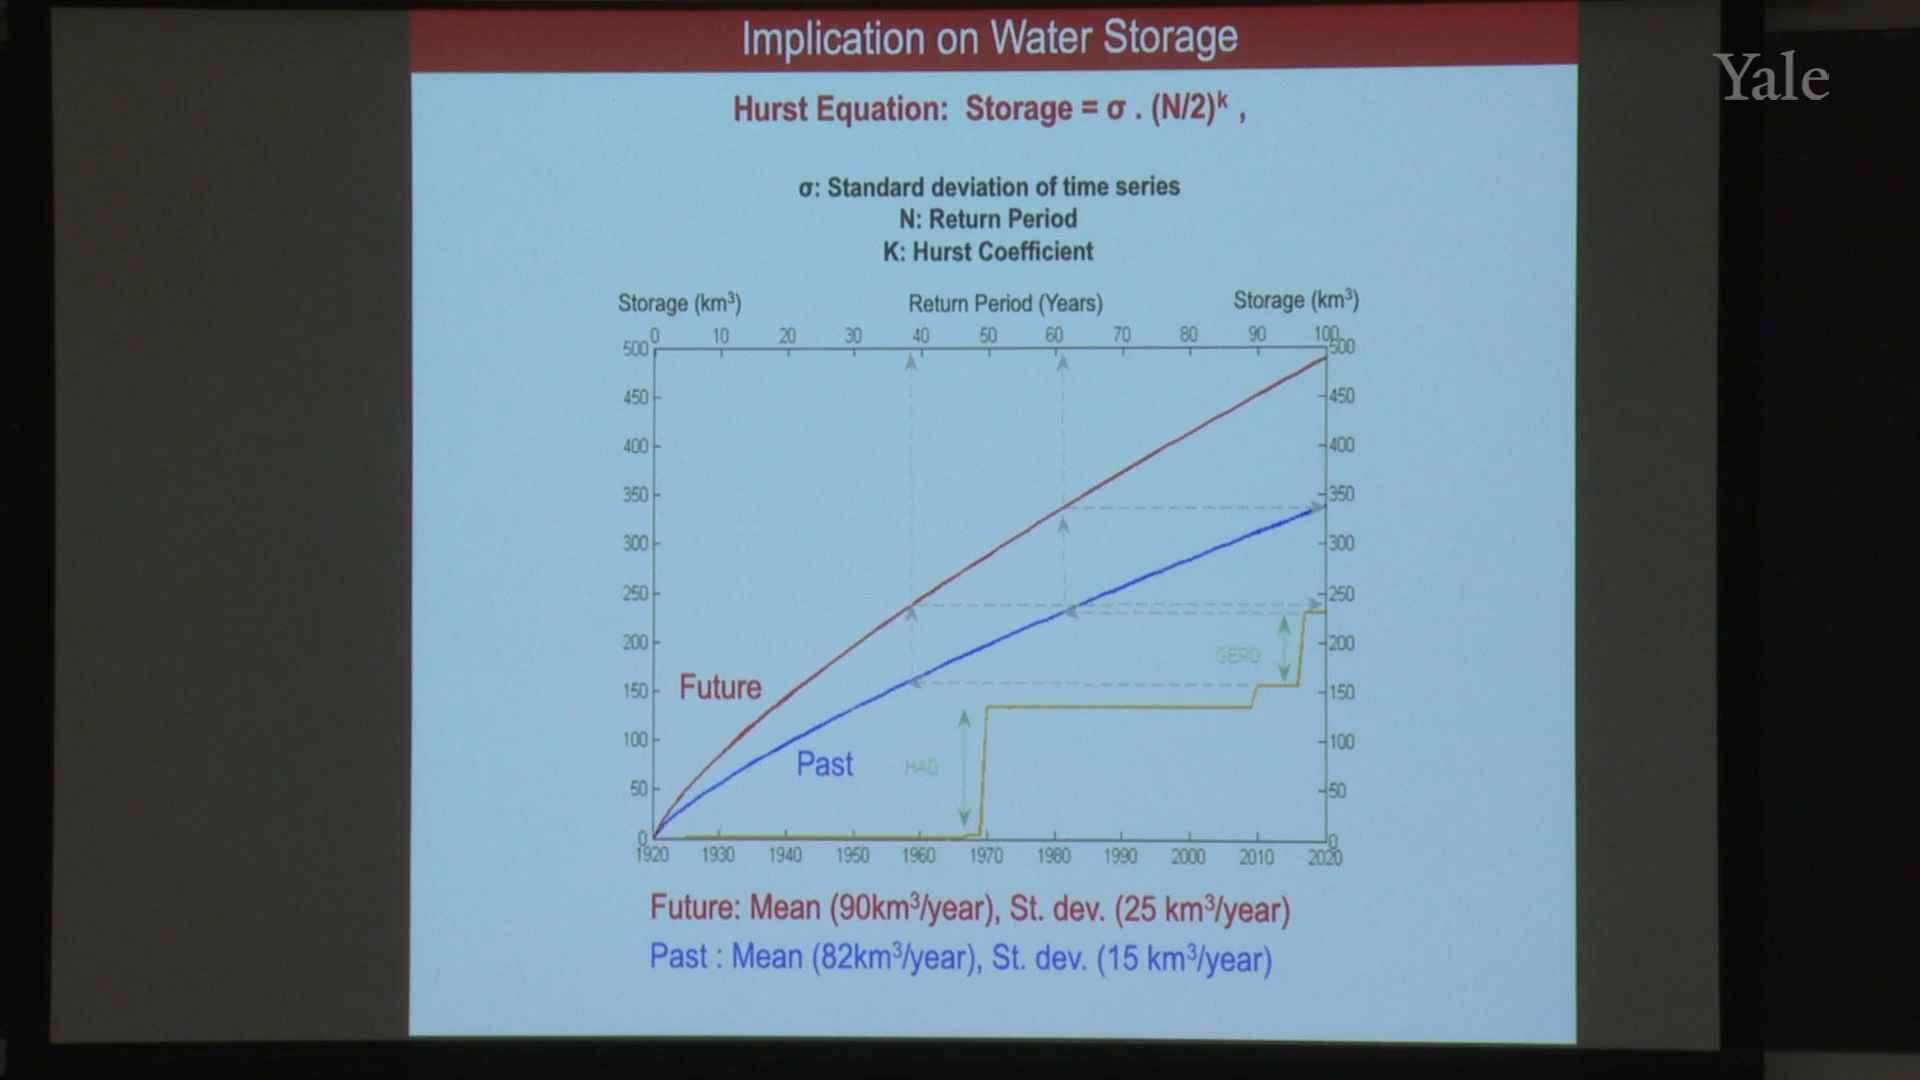 Implication on Water Storage
Yale
Hurst Equation: Storage = σ . (N/2)ᵏ ,
σ: Standard deviation of time series
N: Return Period
K: Hurst Coefficient
Storage (km³) Return Period (Years) Storage (km³)
0 10 20 30 40 50 60 70 80 90 100
500 500
450 450
400 400
350 350
300 300
250 250
200 GERD 200
Future
150 150
100 100
Past HAD
50 50
0 0
1920 1930 1940 1950 1960 1970 1980 1990 2000 2010 2020
Future: Mean (90km³/year), St. dev. (25 km³/year)
Past : Mean (82km³/year), St. dev. (15 km³/year)